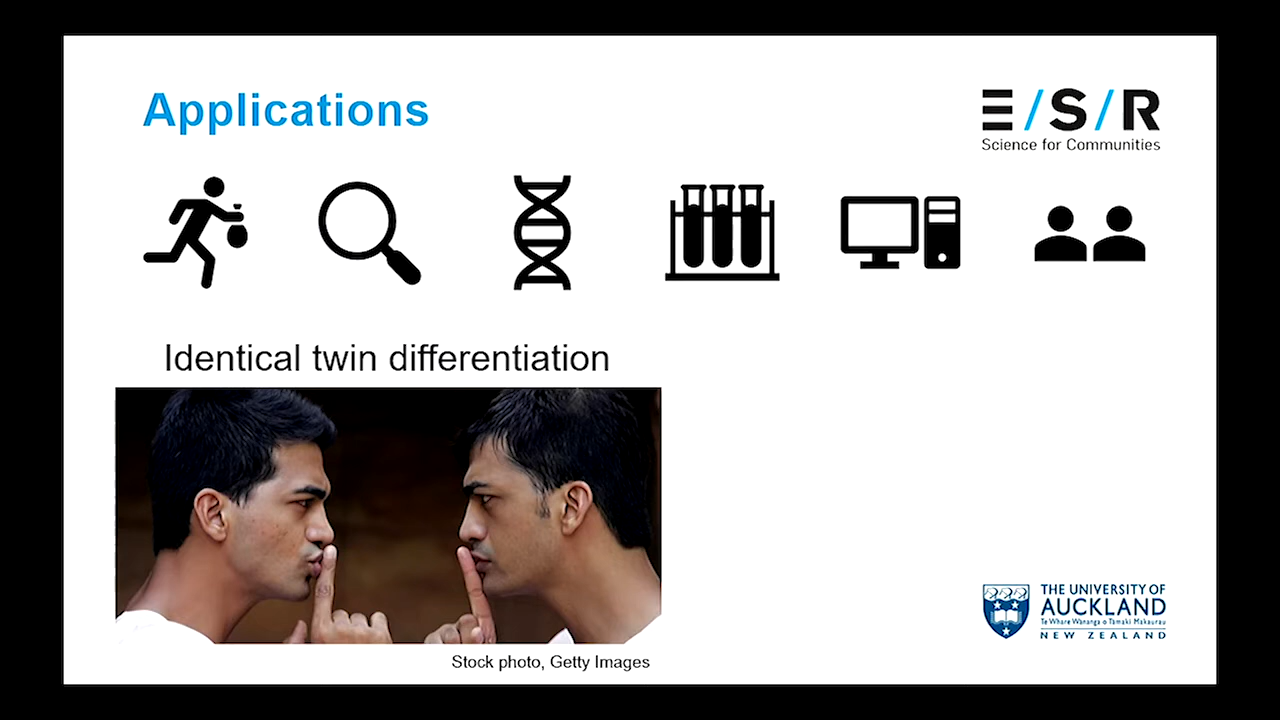 Applications
E/S/R
Science for Communities
Identical twin differentiation
Stock photo, Getty Images
THE UNIVERSITY OF
AUCKLAND
Te Whare Wānanga o Tāmaki Makaurau
NEW ZEALAND